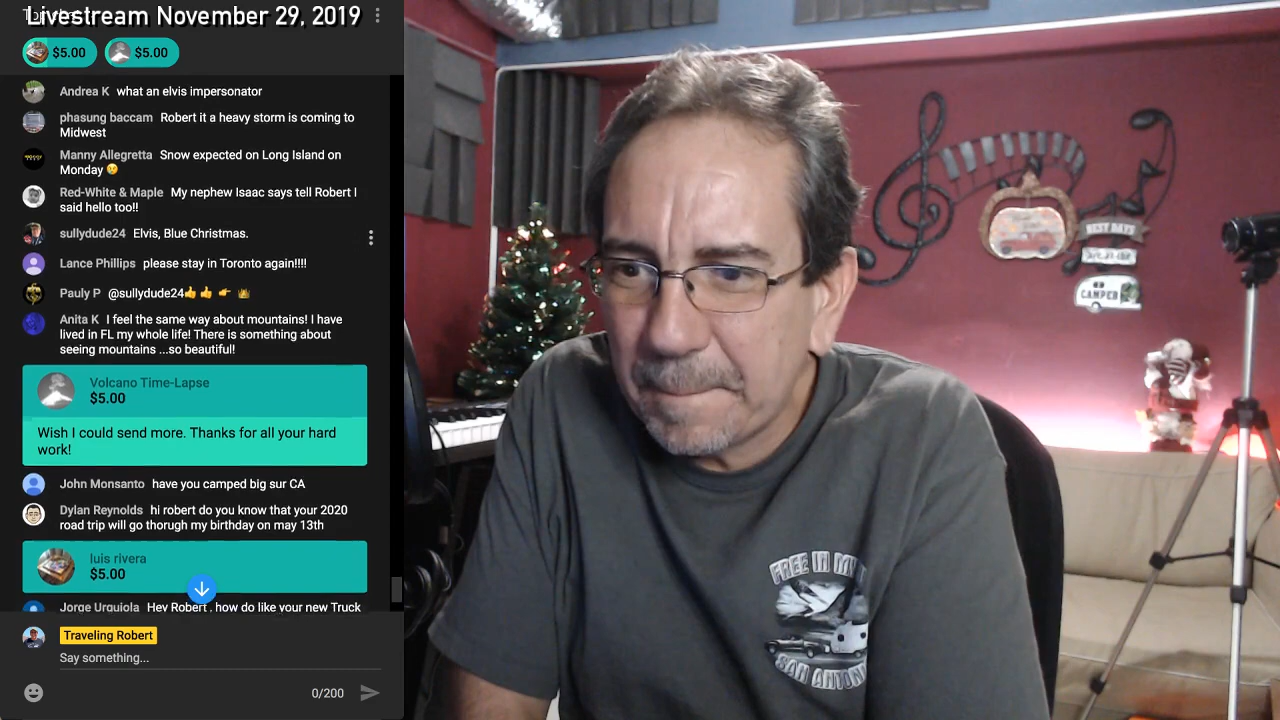 Livestream November 29, 2019
$5.00 $5.00
Andrea K what an elvis impersonator
phasung baccam Robert it a heavy storm is coming to
Midwest
Manny Allegretta Snow expected on Long Island on
Monday 😢
Red-White & Maple My nephew Isaac says tell Robert I
said hello too!!
sullydude24 Elvis, Blue Christmas.
Lance Phillips please stay in Toronto again!!!!
Pauly P @sullydude24👍👍 👉 👑
Anita K I feel the same way about mountains! I have
lived in FL my whole life! There is something about
seeing mountains ...so beautiful!
Volcano Time-Lapse
$5.00
Wish I could send more. Thanks for all your hard
work!
John Monsanto have you camped big sur CA
Dylan Reynolds hi robert do you know that your 2020
road trip will go thorugh my birthday on may 13th
luis rivera
$5.00
Jorge Urquiola Hey Robert , how do like your new Truck
Traveling Robert
Say something...
0/200
BEST DAYS
CAMPER
FREE IN
SAN ANTONI